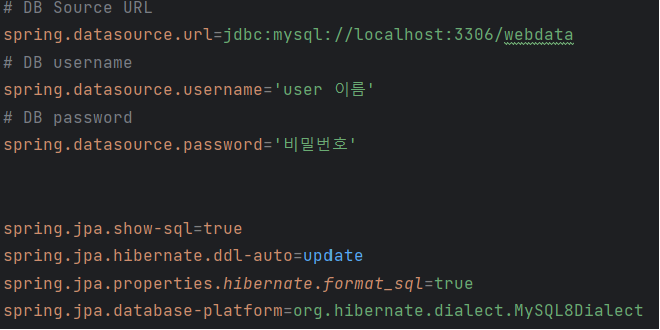 # DB Source URL
spring.datasource.url=jdbc:mysql://localhost:3306/webdata
# DB username
spring.datasource.username='user 이름'
# DB password
spring.datasource.password='비밀번호'
spring.jpa.show-sql=true
spring.jpa.hibernate.ddl-auto=update
spring.jpa.properties.hibernate.format_sql=true
spring.jpa.database-platform=org.hibernate.dialect.MySQL8Dialect